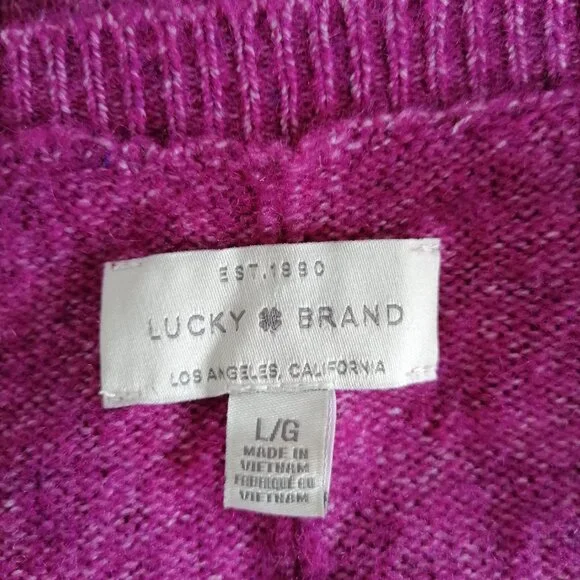 EST. 1990
LUCKY BRAND
LOS ANGELES, CALIFORNIA
L/G
MADE IN
VIETNAM
FABRIQUÉ AU
VIETNAM